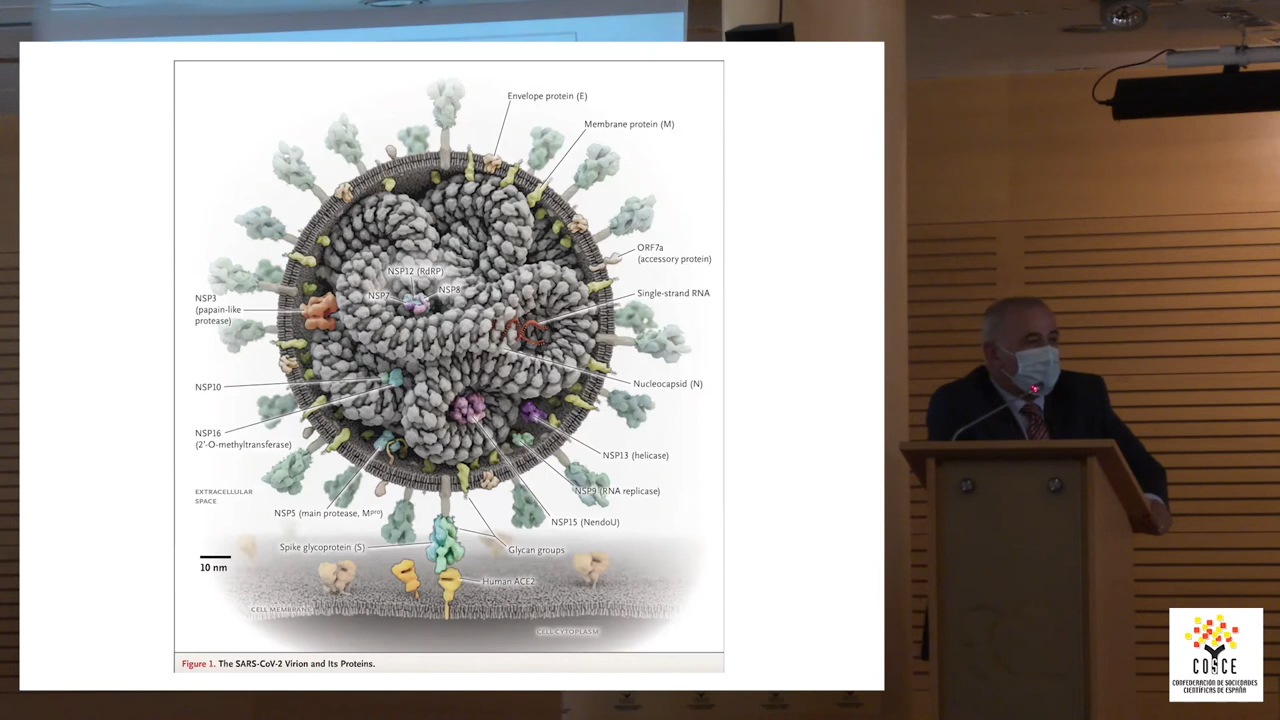 Envelope protein (E)
Membrane protein (M)
ORF7a
(accessory protein)
NSP12 (RdRP)
NSP7
NSP8
Single-strand RNA
NSP3
(papain-like
protease)
NSP10
Nucleocapsid (N)
NSP16
(2'-O-methyltransferase)
NSP13 (helicase)
EXTRACELLULAR
SPACE
NSP9 (RNA replicase)
NSP5 (main protease, Mᵖʳᵒ)
NSP15 (NendoU)
Spike glycoprotein (S)
Glycan groups
10 nm
Human ACE2
CELL MEMBRANE
CELL CYTOPLASM
Figure 1. The SARS-CoV-2 Virion and Its Proteins.
COSCE
CONFEDERACIÓN DE SOCIEDADES
CIENTÍFICAS DE ESPAÑA